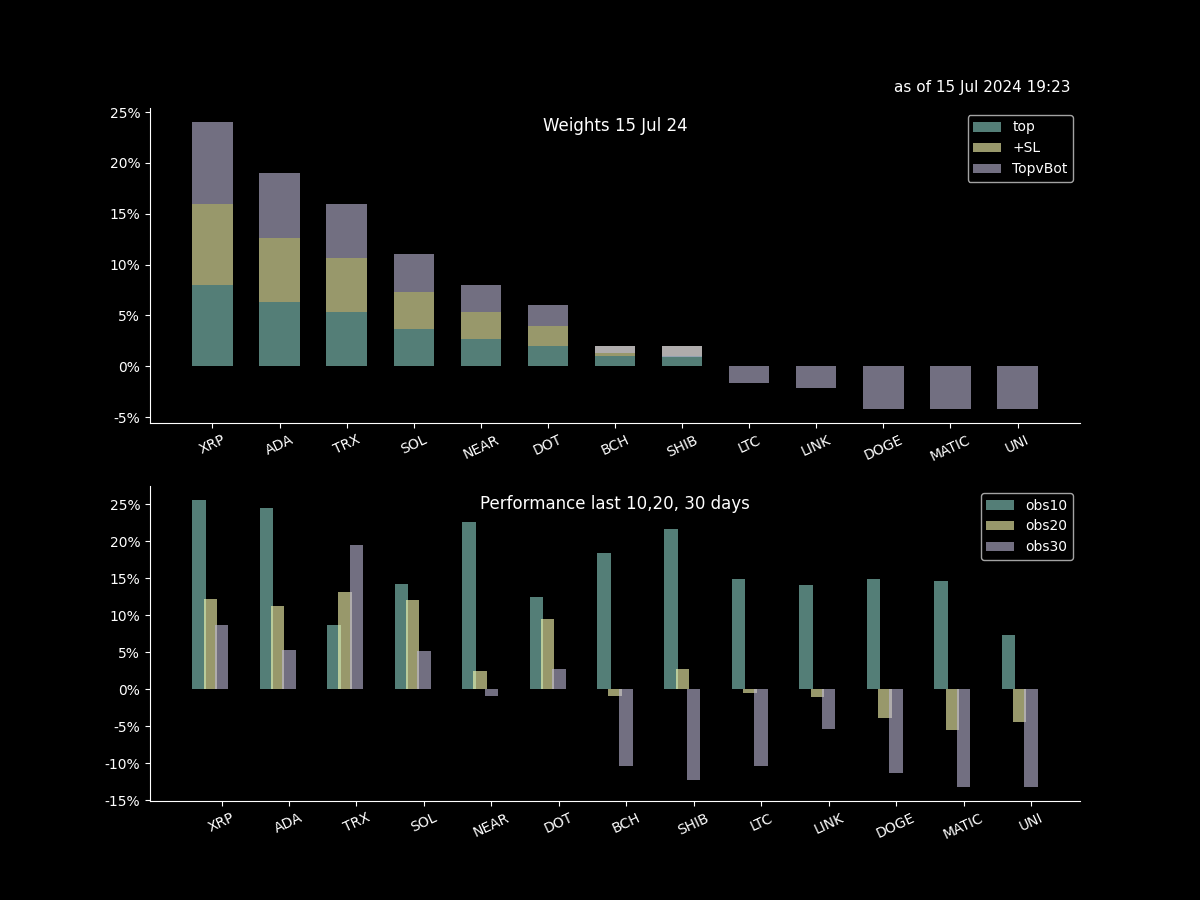 as of 15 Jul 2024 19:23
Weights 15 Jul 24
top
+SL
TopvBot
25%
20%
15%
10%
5%
0%
-5%
XRP ADA TRX SOL NEAR DOT BCH SHIB LTC LINK DOGE MATIC UNI
Performance last 10,20, 30 days
obs10
obs20
obs30
25%
20%
15%
10%
5%
0%
-5%
-10%
-15%
XRP ADA TRX SOL NEAR DOT BCH SHIB LTC LINK DOGE MATIC UNI